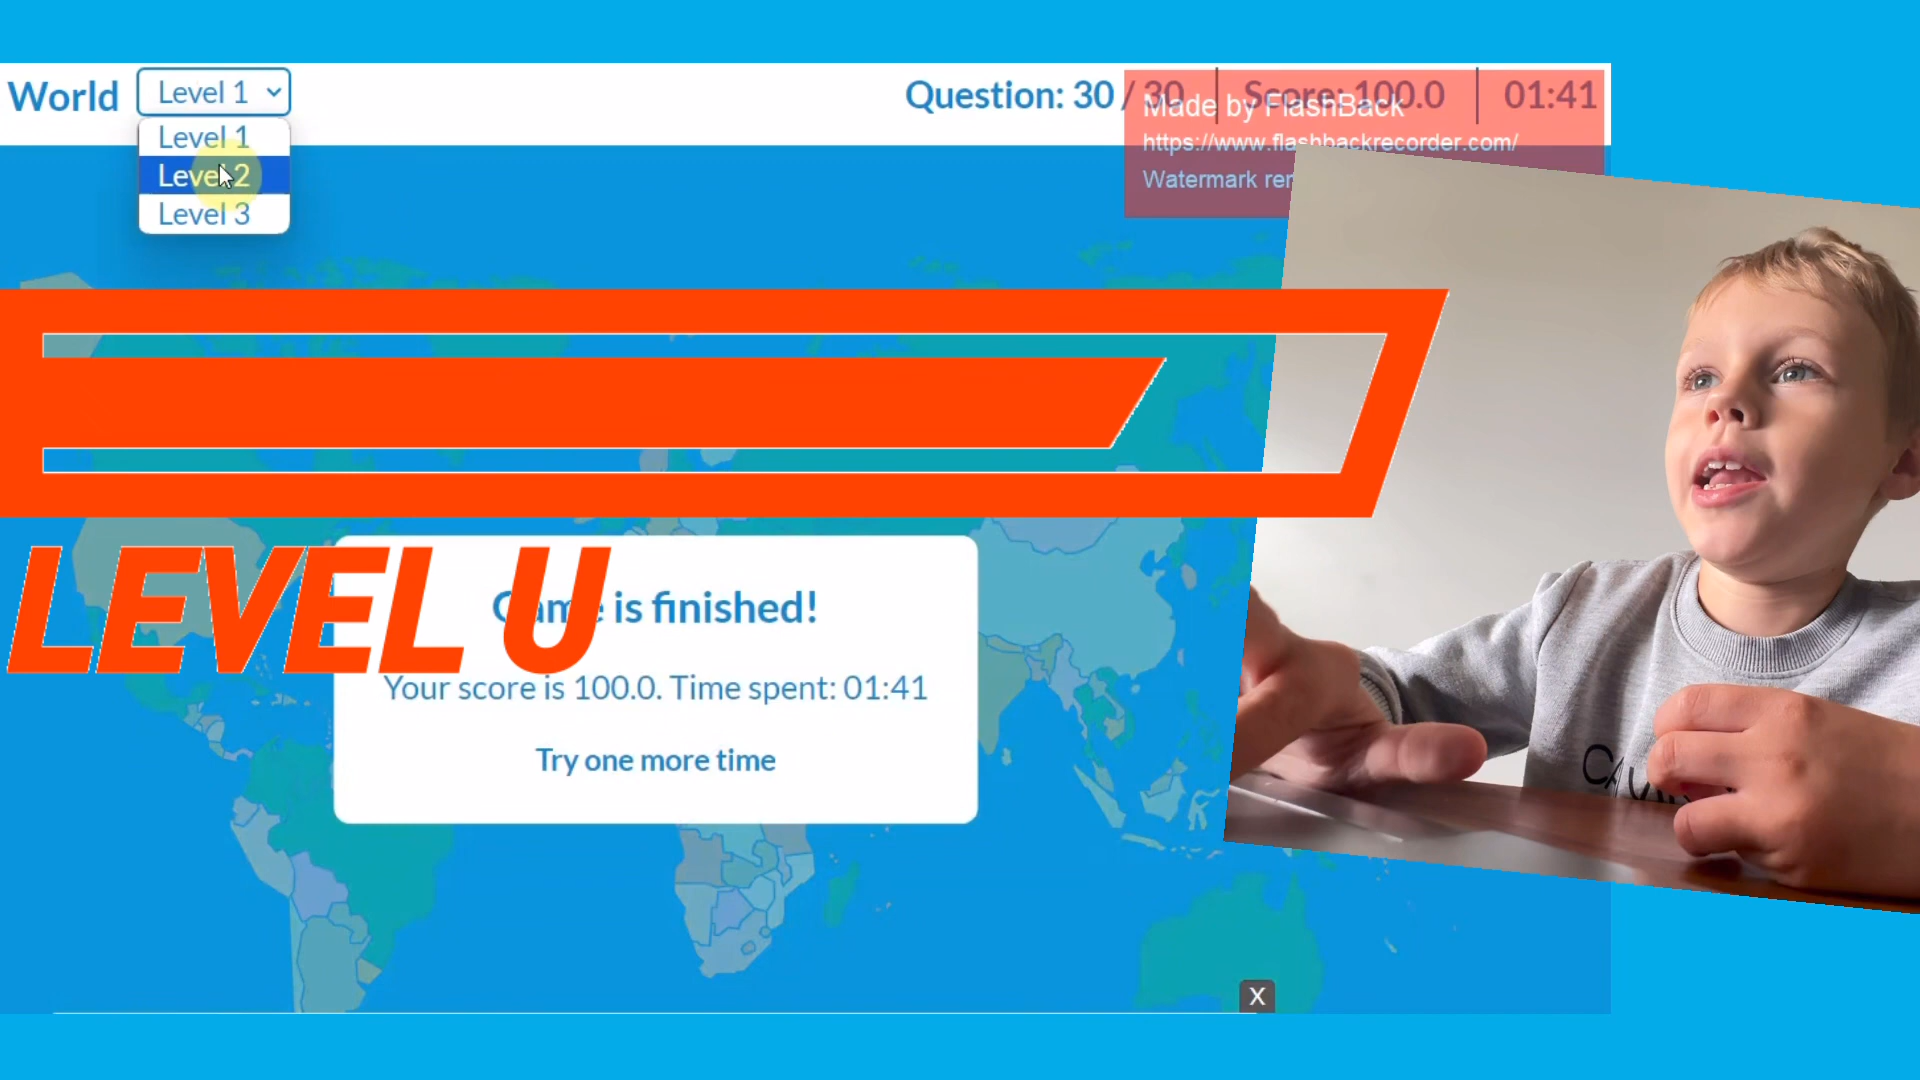 World Level 1 Question: 30 / 30 Score: 100.0 01:41
Level 1
Level 2
Level 3
Made by FlashBack
https://www.flashbackrecorder.com/
Watermark
LEVEL U
Game is finished!
Your score is 100.0. Time spent: 01:41
Try one more time
X